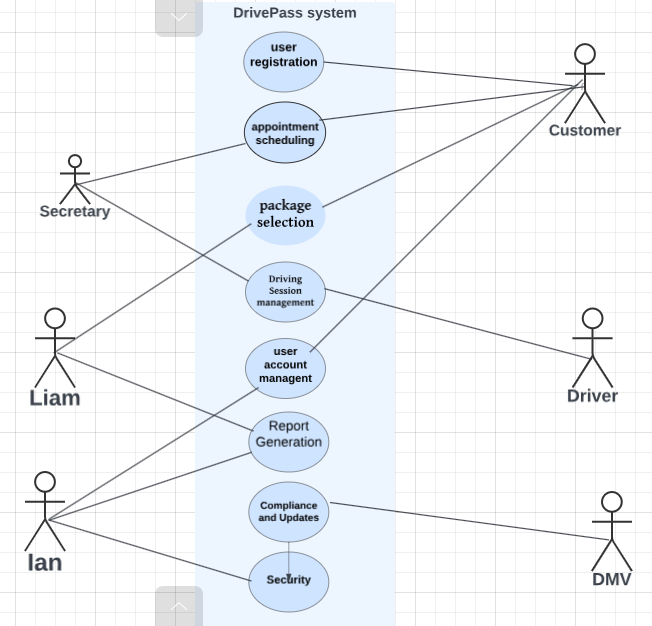 DrivePass system
user
registration
Customer
appointment
scheduling
Secretary
package
selection
Driving
Session
management
Liam
user
account
managent
Driver
Report
Generation
Compliance
and Updates
Ian
Security
DMV